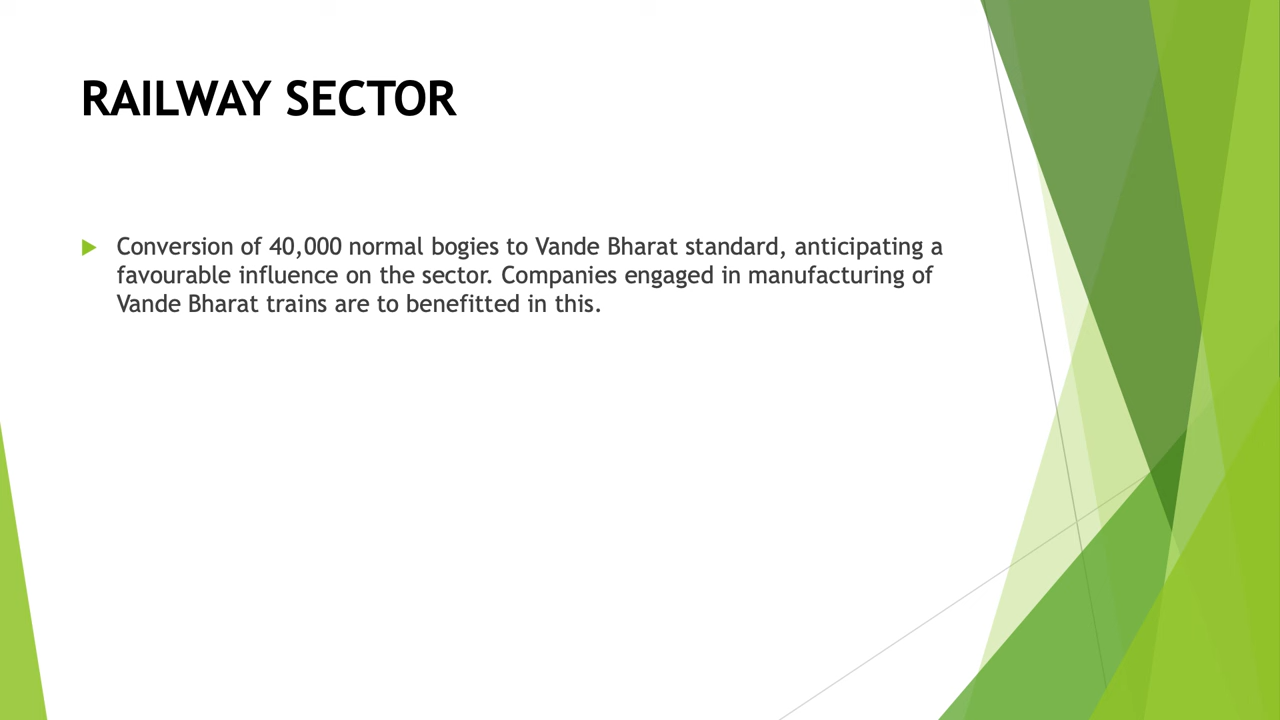 RAILWAY SECTOR
Conversion of 40,000 normal bogies to Vande Bharat standard, anticipating a
favourable influence on the sector. Companies engaged in manufacturing of
Vande Bharat trains are to benefitted in this.